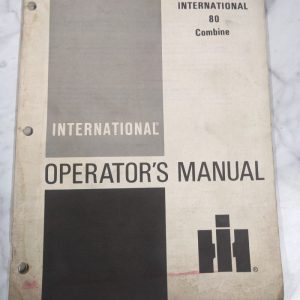 INTERNATIONAL
80
Combine
INTERNATIONAL®
OPERATOR'S MANUAL
IH®